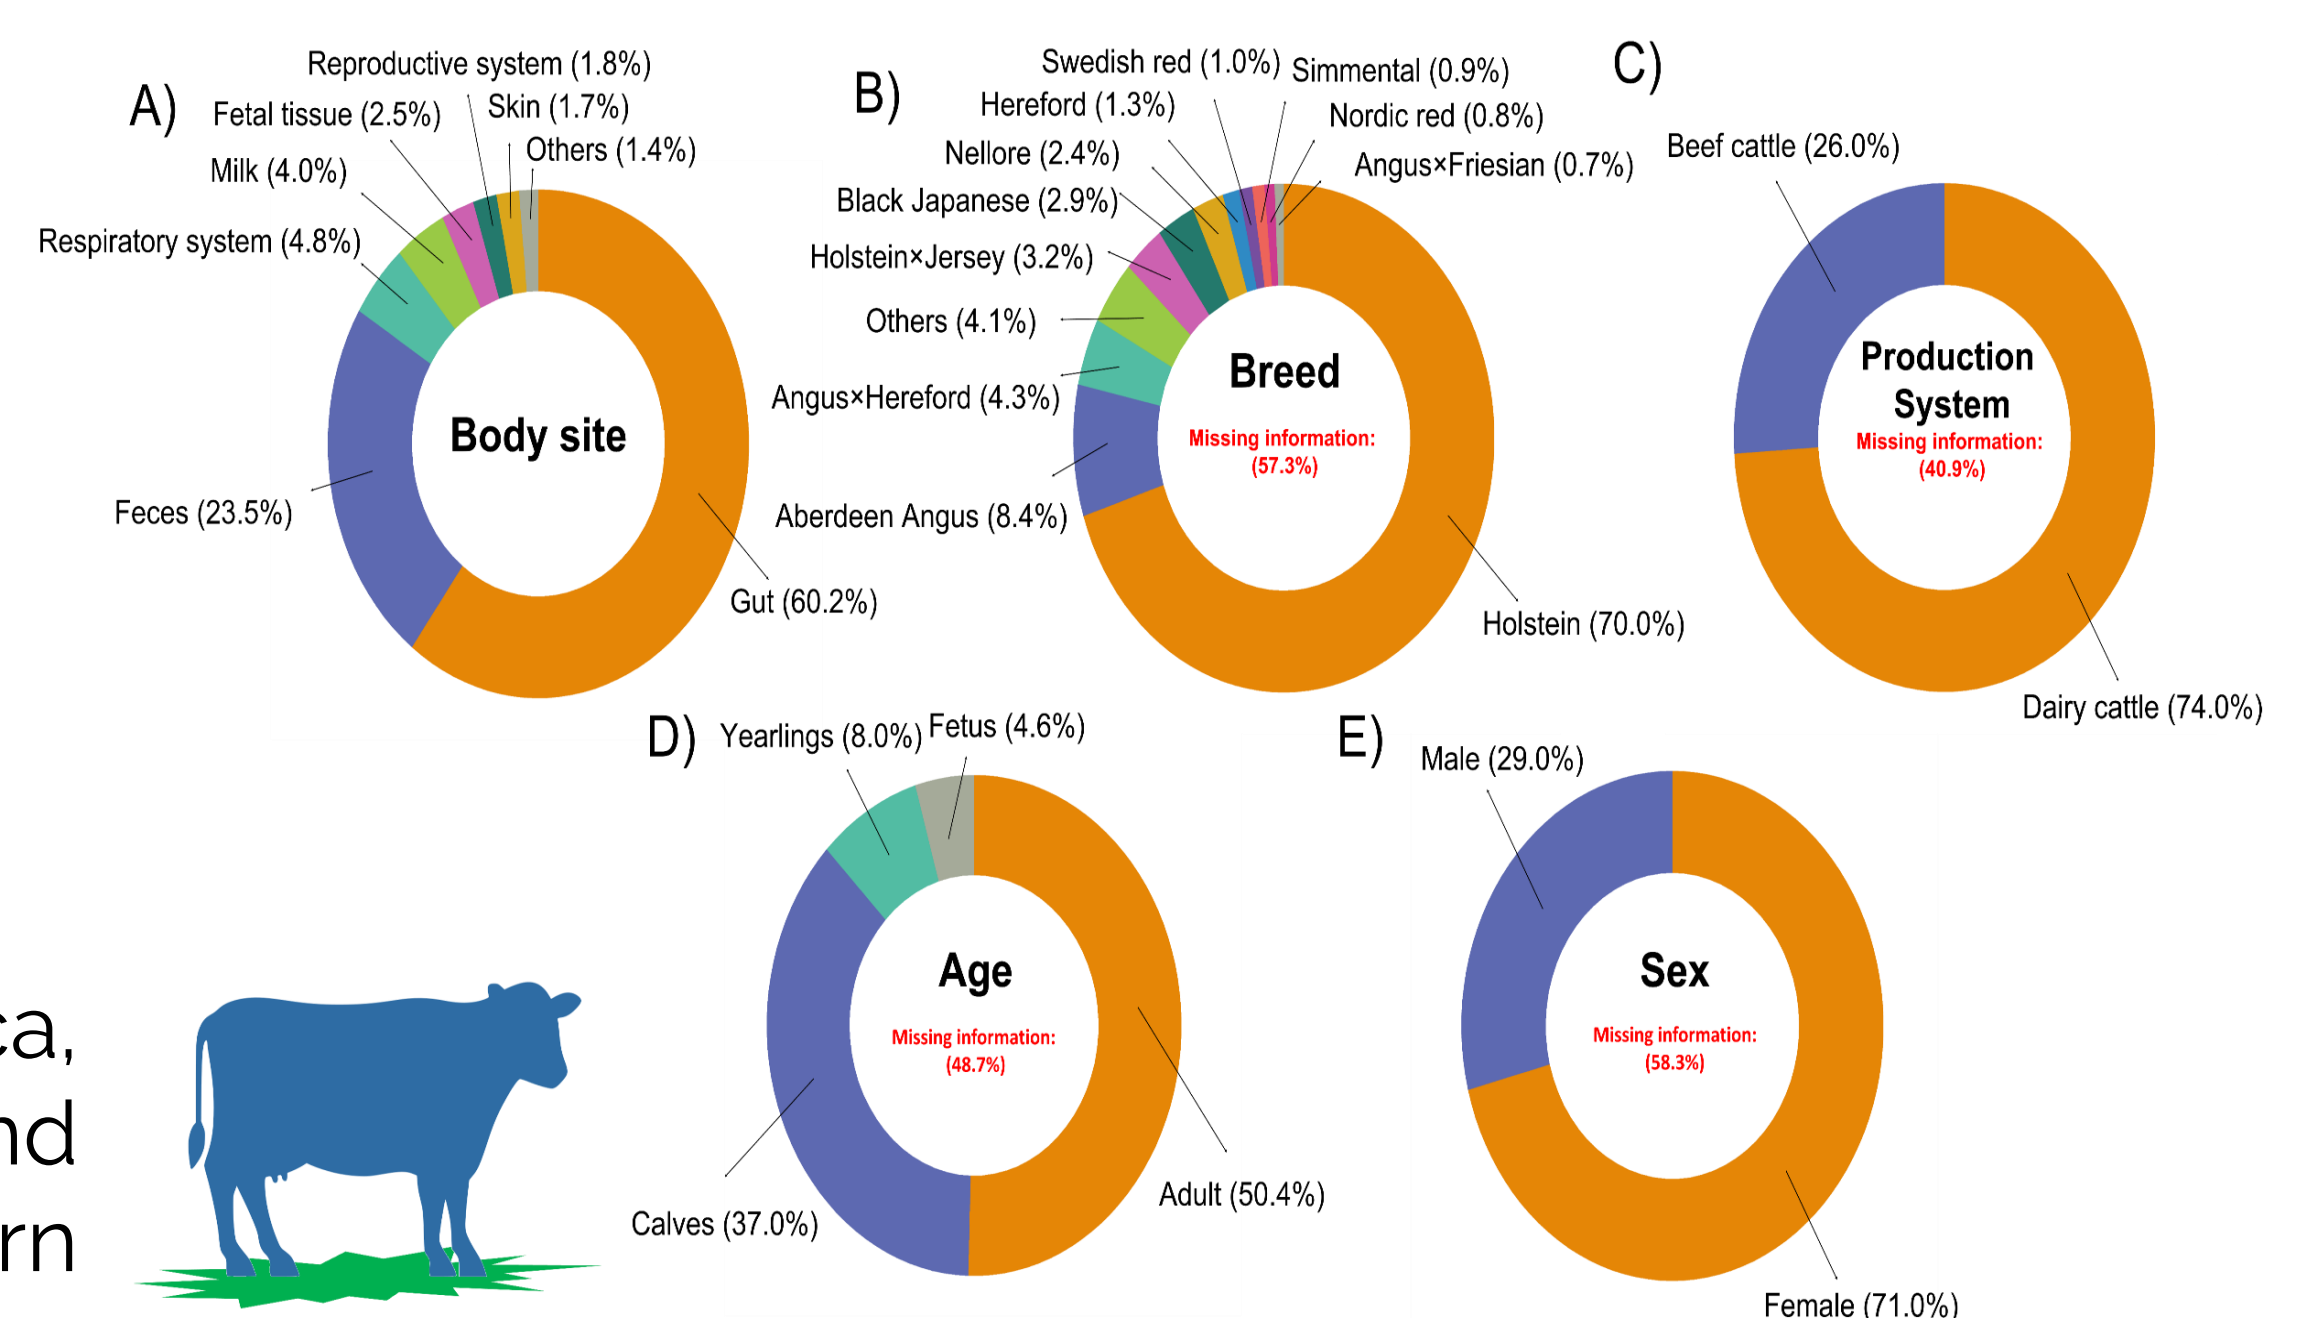 A)
Reproductive system (1.8%)
Fetal tissue (2.5%)
Skin (1.7%)
Milk (4.0%)
Others (1.4%)
Respiratory system (4.8%)
Body site
Feces (23.5%)
Gut (60.2%)
B)
Swedish red (1.0%)
Simmental (0.9%)
Hereford (1.3%)
Nordic red (0.8%)
Nellore (2.4%)
Angus×Friesian (0.7%)
Black Japanese (2.9%)
Holstein×Jersey (3.2%)
Others (4.1%)
Breed
Missing information:
(57.3%)
Angus×Hereford (4.3%)
Aberdeen Angus (8.4%)
Holstein (70.0%)
C)
Beef cattle (26.0%)
Production
System
Missing information:
(40.9%)
Dairy cattle (74.0%)
D)
Yearlings (8.0%)
Fetus (4.6%)
Age
Missing information:
(48.7%)
Adult (50.4%)
Calves (37.0%)
E)
Male (29.0%)
Sex
Missing information:
(58.3%)
Female (71.0%)
ca,
nd
rn